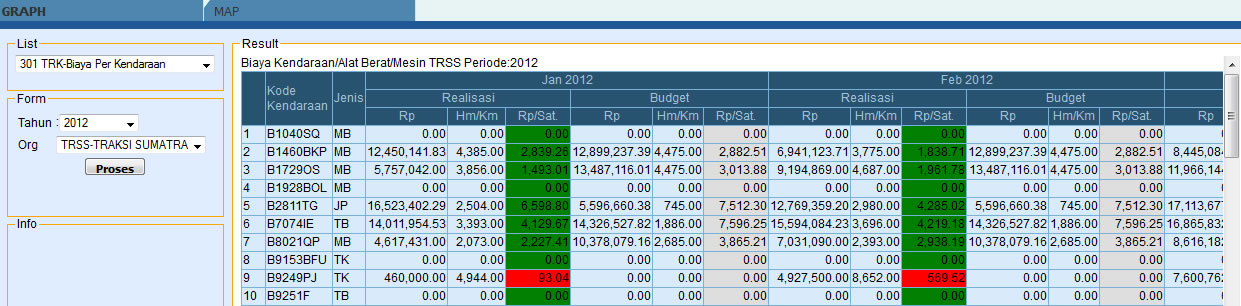 GRAPH MAP
List
301 TRK-Biaya Per Kendaraan
Form
Tahun : 2012
Org TRSS-TRAKSI SUMATRA
Proses
Info
Result
Biaya Kendaraan/Alat Berat/Mesin TRSS Periode:2012
Kode Kendaraan Jenis Jan 2012 Feb 2012
Realisasi Budget Realisasi Budget
Rp Hm/Km Rp/Sat. Rp Hm/Km Rp/Sat. Rp Hm/Km Rp/Sat. Rp Hm/Km Rp/Sat. Rp
1 B1040SQ MB 0.00 0.00 0.00 0.00 0.00 0.00 0.00 0.00 0.00 0.00 0.00 0.00 0.0
2 B1460BKP MB 12,450,141.83 4,385.00 2,839.26 12,899,237.39 4,475.00 2,882.51 6,941,123.71 3,775.00 1,838.71 12,899,237.39 4,475.00 2,882.51 8,445,084
3 B1729OS MB 5,757,042.00 3,856.00 1,493.01 13,487,116.01 4,475.00 3,013.88 9,194,869.00 4,687.00 1,961.78 13,487,116.01 4,475.00 3,013.88 11,966,144
4 B1928BOL MB 0.00 0.00 0.00 0.00 0.00 0.00 0.00 0.00 0.00 0.00 0.00 0.00 0.0
5 B2811TG JP 16,523,402.29 2,504.00 6,598.80 5,596,660.38 745.00 7,512.30 12,769,359.20 2,980.00 4,285.02 5,596,660.38 745.00 7,512.30 17,113,677
6 B7074IE TB 14,011,954.53 3,393.00 4,129.67 14,326,527.82 1,886.00 7,596.25 15,594,084.23 3,696.00 4,219.18 14,326,527.82 1,886.00 7,596.25 16,865,832
7 B8021QP MB 4,617,431.00 2,073.00 2,227.41 10,378,079.16 2,685.00 3,865.21 7,031,090.00 2,393.00 2,938.19 10,378,079.16 2,685.00 3,865.21 8,616,182
8 B9153BFU TK 0.00 0.00 0.00 0.00 0.00 0.00 0.00 0.00 0.00 0.00 0.00 0.00 0.0
9 B9249PJ TK 460,000.00 4,944.00 93.04 0.00 0.00 0.00 4,927,500.00 8,652.00 569.52 0.00 0.00 0.00 7,600,762
10 B9251F TB 0.00 0.00 0.00 0.00 0.00 0.00 0.00 0.00 0.00 0.00 0.00 0.00 0.0